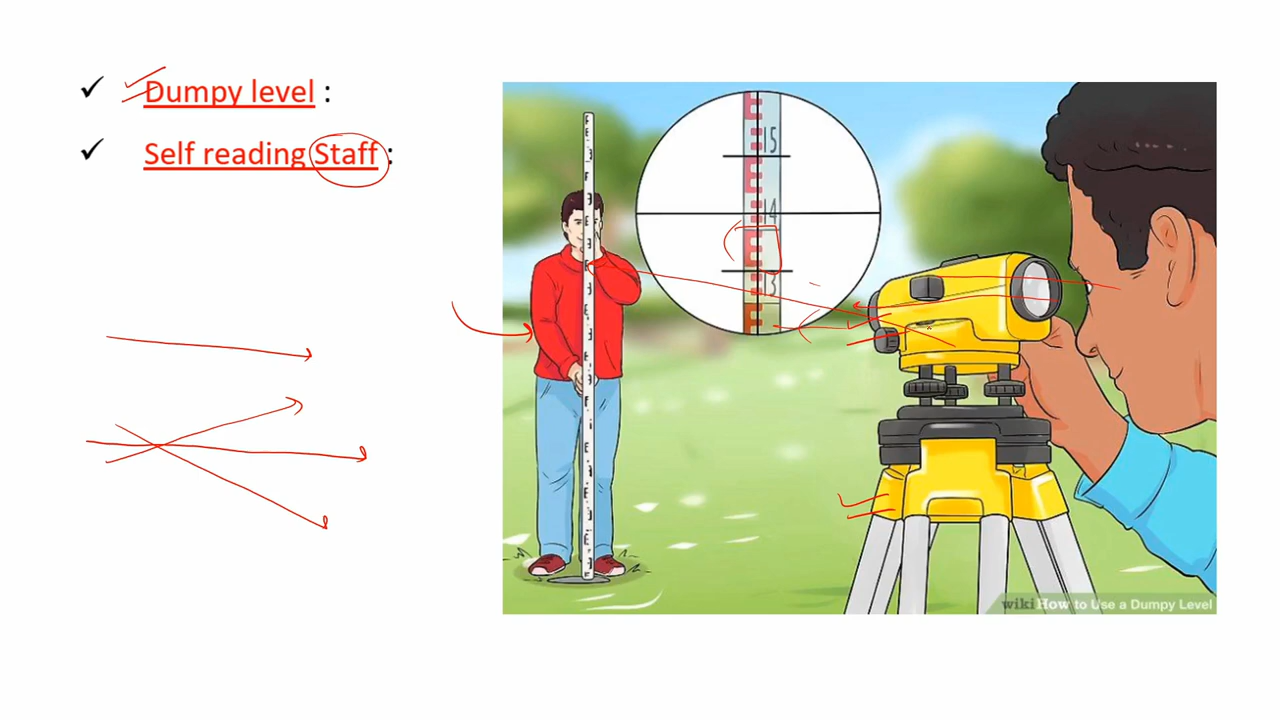 ✓ Dumpy level :
✓ Self reading Staff :
15
14
13
wikiHow to Use a Dumpy Level